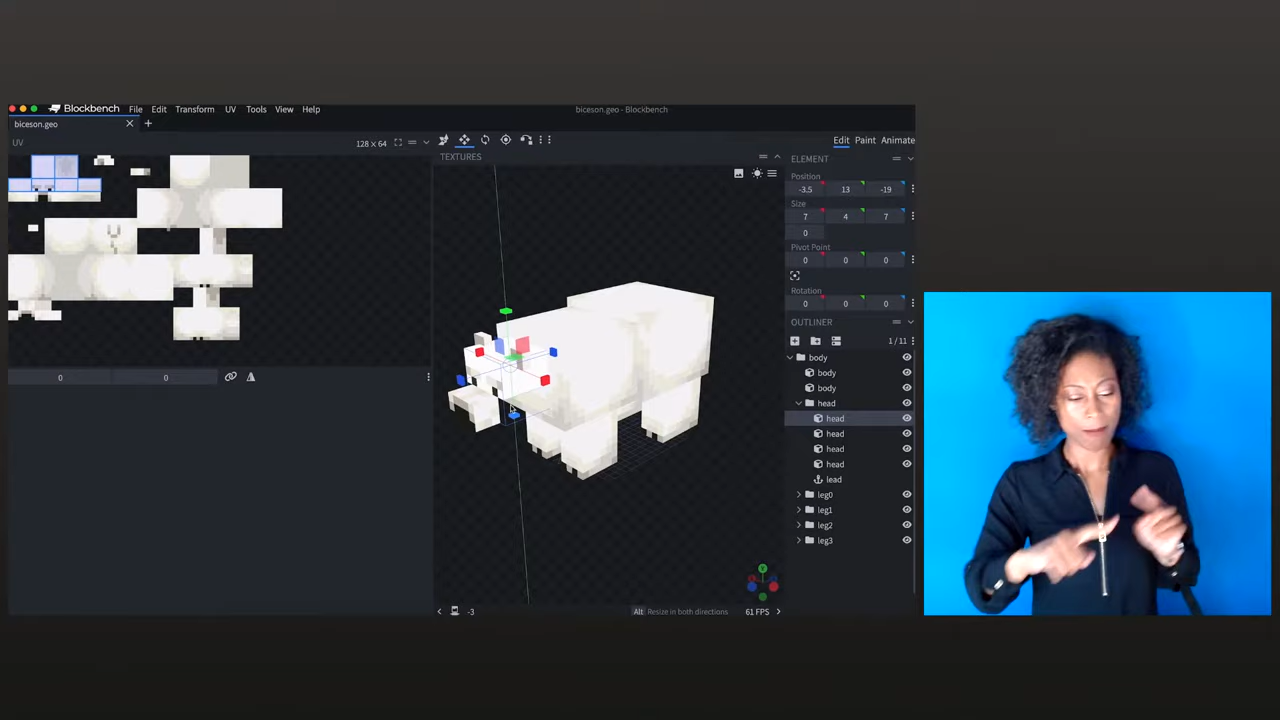 Blockbench File Edit Transform UV Tools View Help biceson.geo - Blockbench
biceson.geo
UV 128 × 64
Edit Paint Animate
TEXTURES
ELEMENT
Position
-3.5 13 -19
Size
7 4 7
0
Pivot Point
0 0 0
Rotation
0 0 0
OUTLINER
1 / 11
body
body
body
head
head
head
head
head
lead
leg0
leg1
leg2
leg3
0 0
-3 Alt Resize in both directions 61 FPS